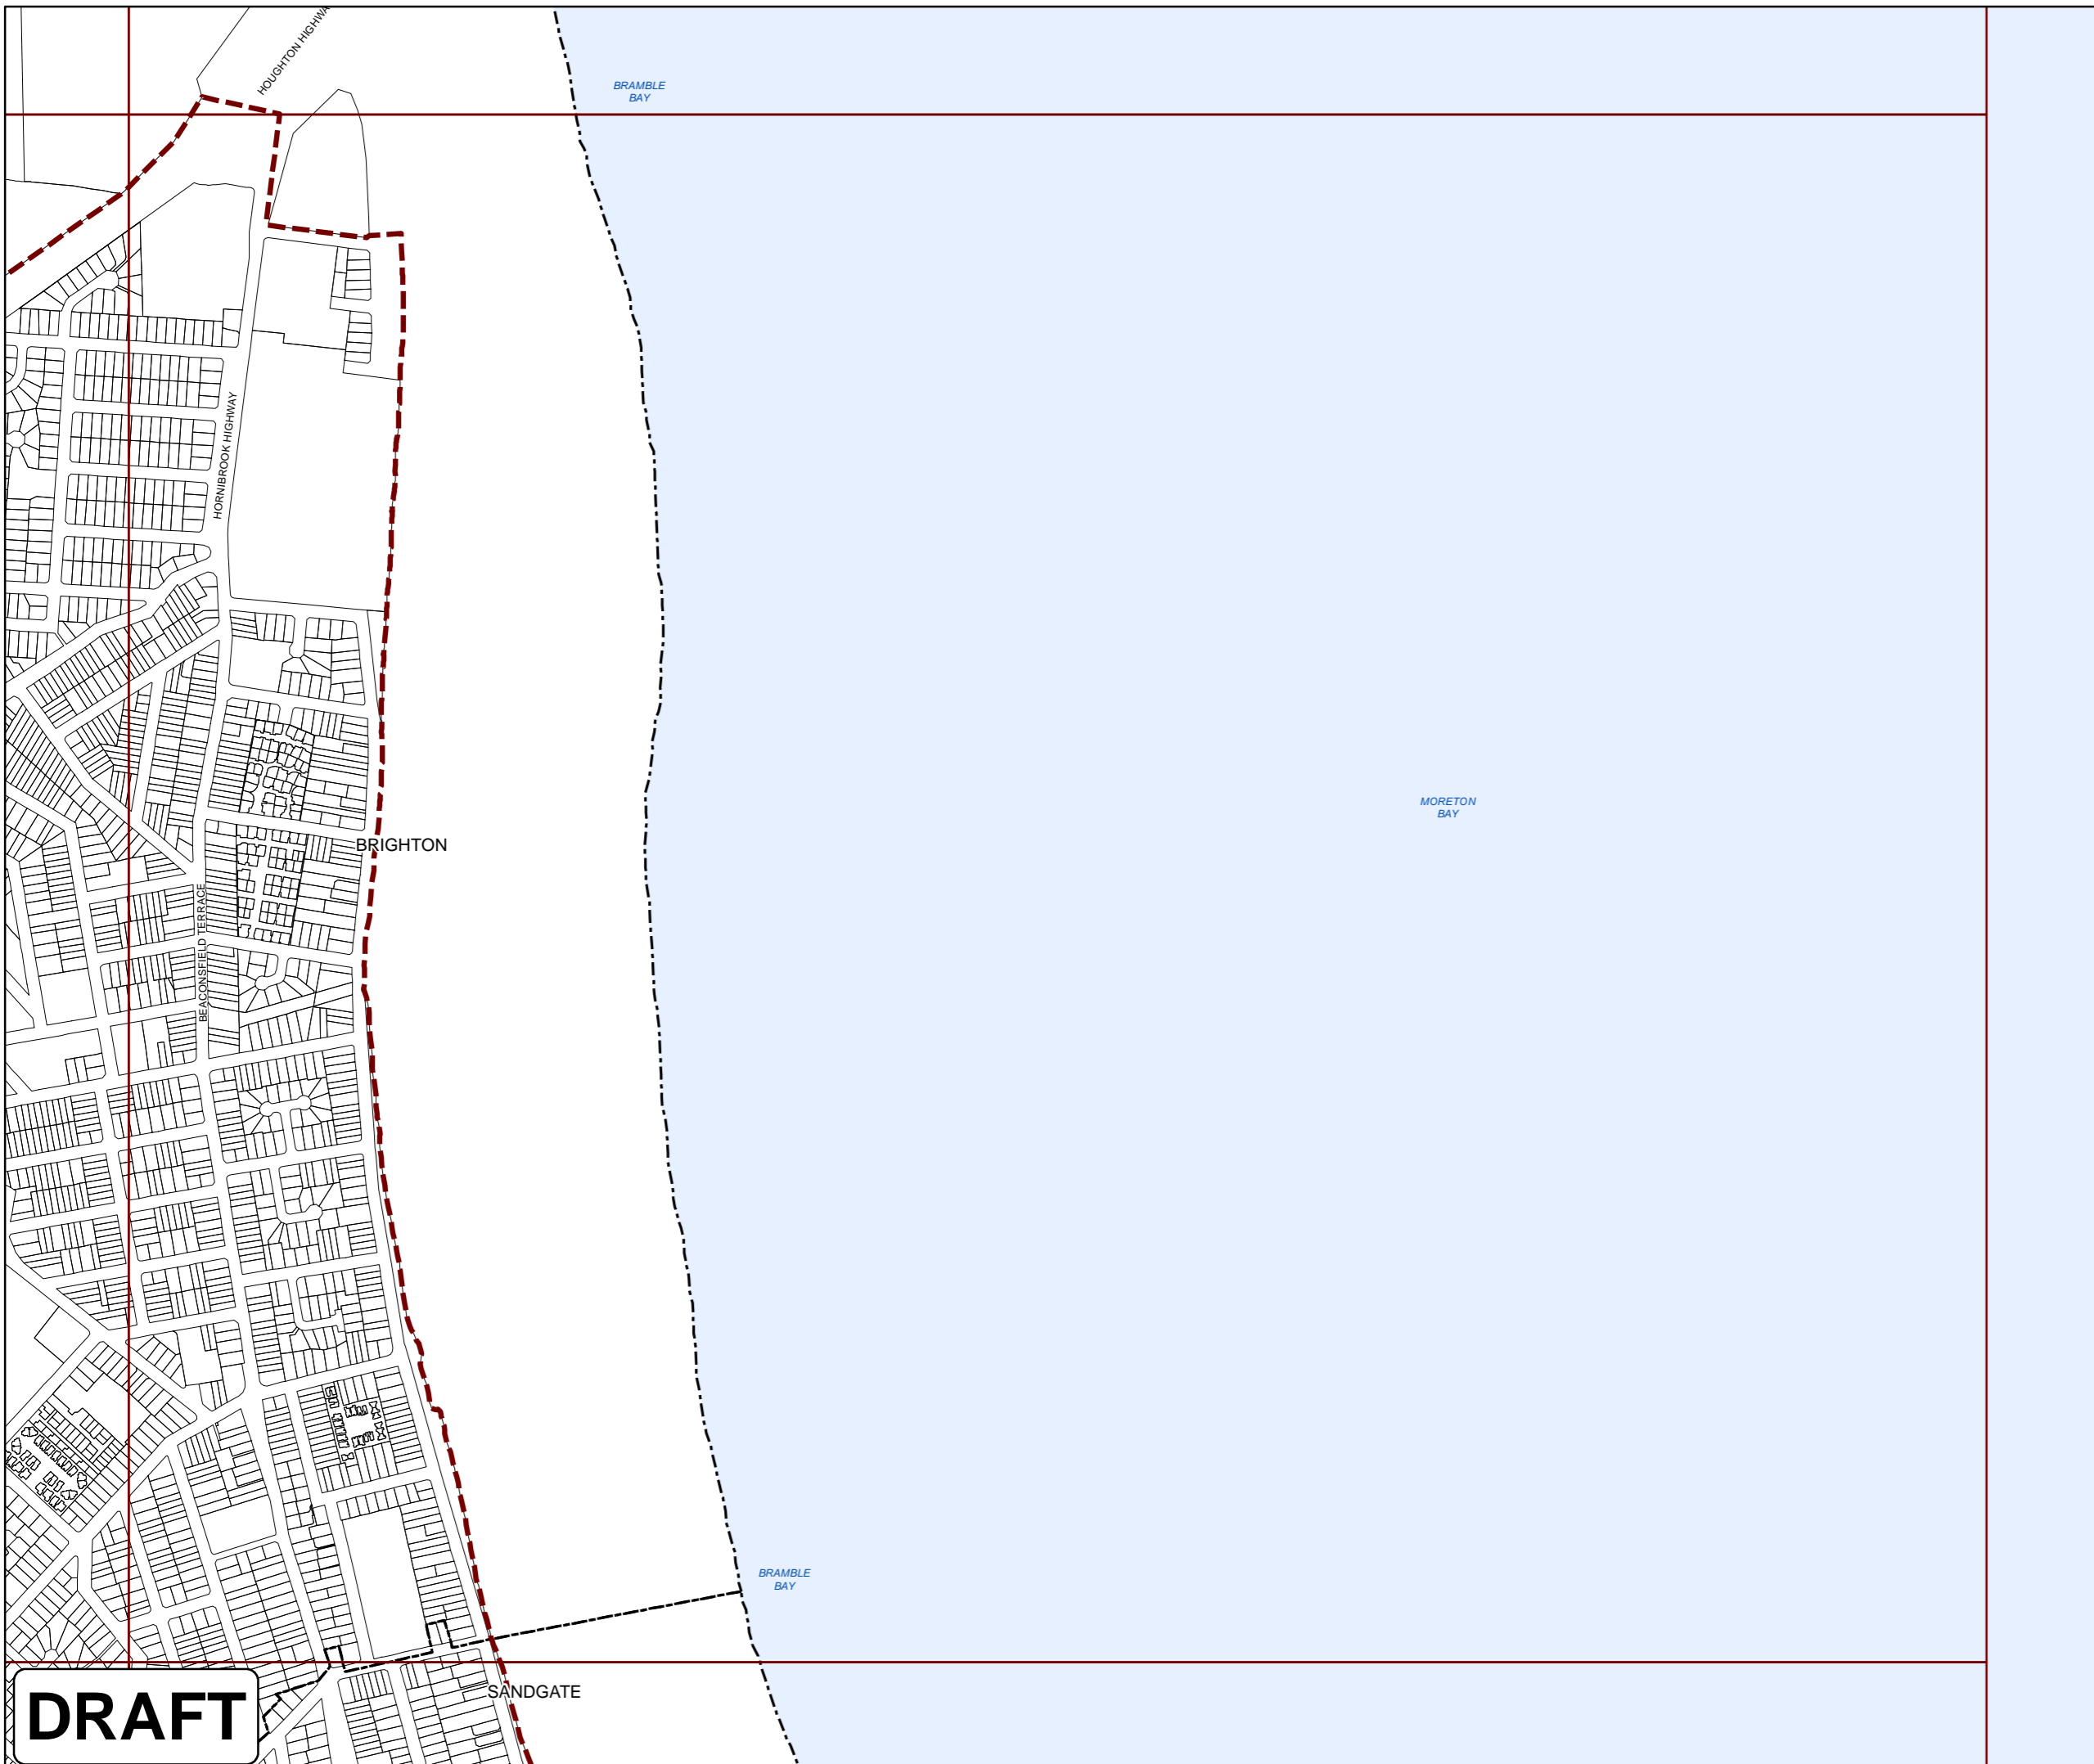 HOUGHTON HIGHWAY
BRAMBLE
BAY
HORNIBROOK HIGHWAY
MORETON
BAY
BRIGHTON
BEACONSFIELD TERRACE
BRAMBLE
BAY
SANDGATE
DRAFT